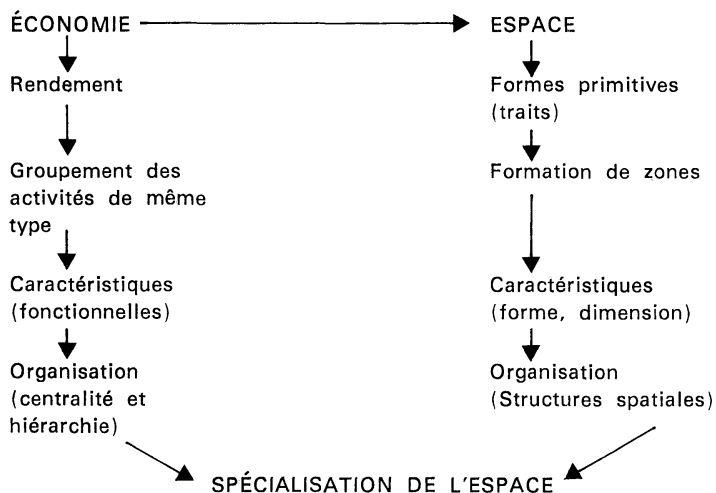 ÉCONOMIE
Rendement
Groupement des
activités de même
type
Caractéristiques
(fonctionnelles)
Organisation
(centralité et
hiérarchie)
ESPACE
Formes primitives
(traits)
Formation de zones
Caractéristiques
(forme, dimension)
Organisation
(Structures spatiales)
SPÉCIALISATION DE L'ESPACE